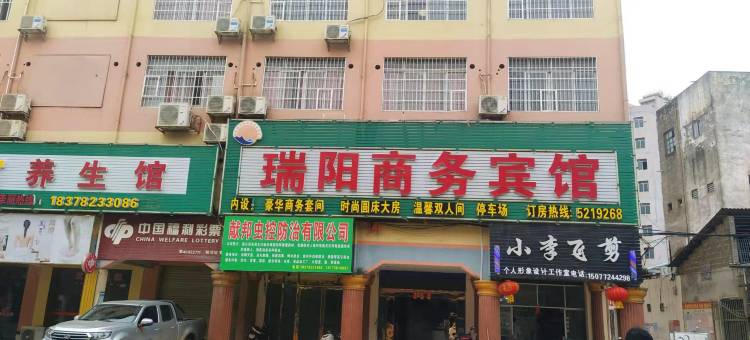 养生馆
18378233086
中国福利彩票
CHINA WELFARE LOTTERY
瑞阳商务宾馆
内设: 豪华商务套间 时尚圆床大房 温馨双人间 停车场 订房热线: 5219268
献邦虫控防治有限公司
小李飞剪
个人形象设计工作室电话: 15077244298